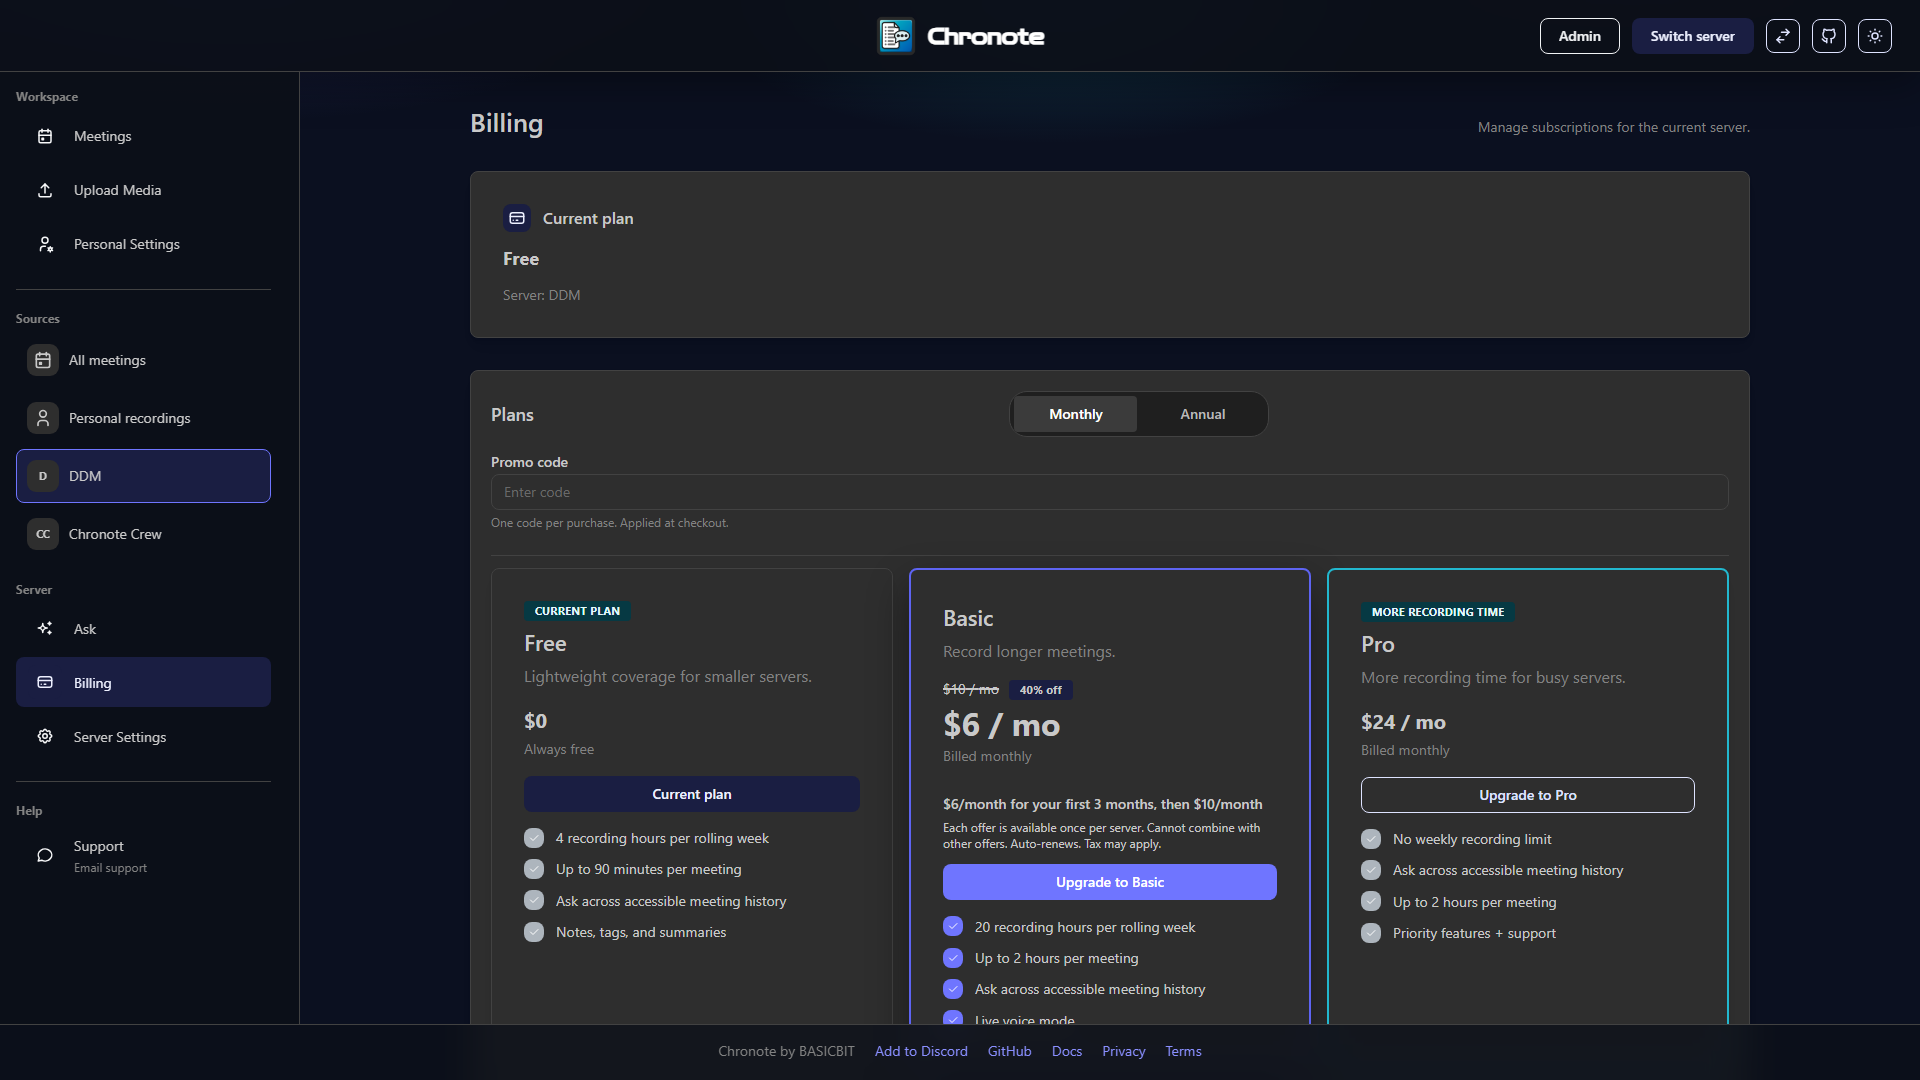 Chronote
Admin
Switch server
Workspace
Meetings
Upload Media
Personal Settings
Sources
All meetings
Personal recordings
D
DDM
CC
Chronote Crew
Server
Ask
Billing
Server Settings
Help
Support
Email support
Billing
Manage subscriptions for the current server.
Current plan
Free
Server: DDM
Plans
Monthly
Annual
Promo code
Enter code
One code per purchase. Applied at checkout.
CURRENT PLAN
Free
Lightweight coverage for smaller servers.
$0
Always free
Current plan
4 recording hours per rolling week
Up to 90 minutes per meeting
Ask across accessible meeting history
Notes, tags, and summaries
Basic
Record longer meetings.
$10 / mo
40% off
$6 / mo
Billed monthly
$6/month for your first 3 months, then $10/month
Each offer is available once per server. Cannot combine with
other offers. Auto-renews. Tax may apply.
Upgrade to Basic
20 recording hours per rolling week
Up to 2 hours per meeting
Ask across accessible meeting history
Live voice mode
MORE RECORDING TIME
Pro
More recording time for busy servers.
$24 / mo
Billed monthly
Upgrade to Pro
No weekly recording limit
Ask across accessible meeting history
Up to 2 hours per meeting
Priority features + support
Chronote by BASICBIT
Add to Discord
GitHub
Docs
Privacy
Terms